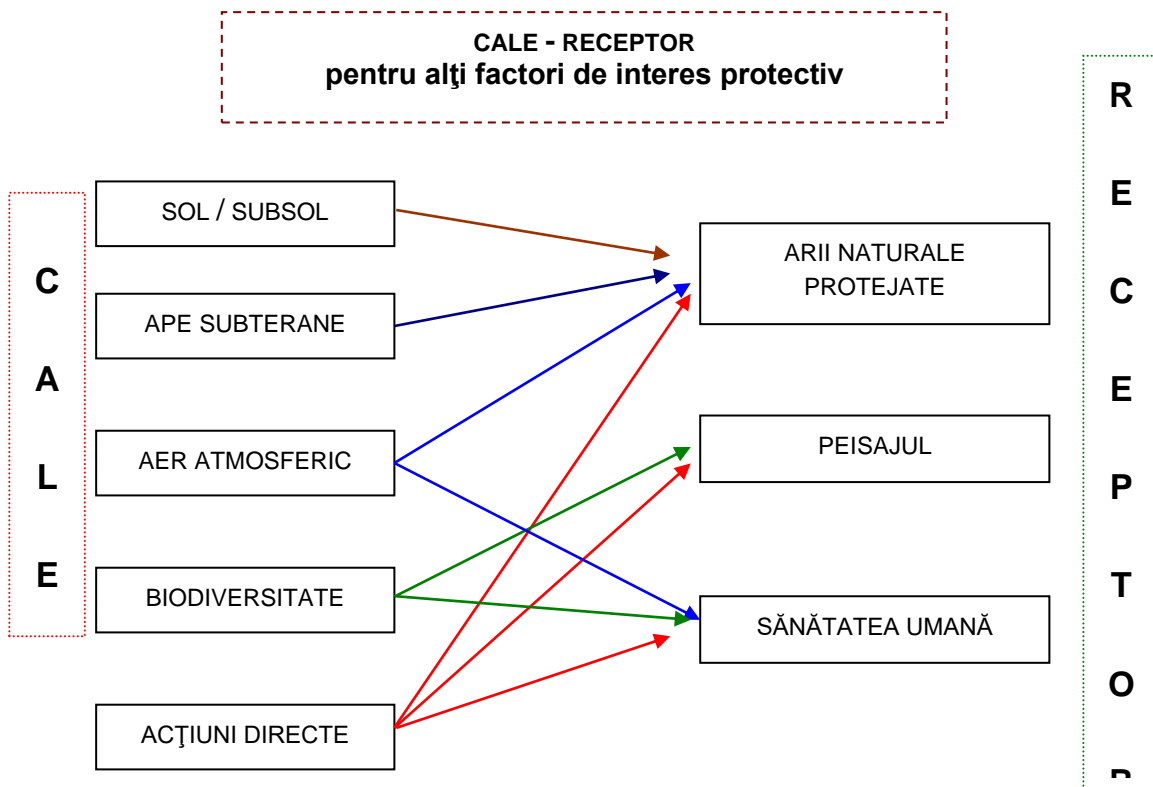 CALE - RECEPTOR
pentru alţi factori de interes protectiv
C
A
L
E
SOL / SUBSOL
APE SUBTERANE
AER ATMOSFERIC
BIODIVERSITATE
ACŢIUNI DIRECTE
ARII NATURALE
PROTEJATE
PEISAJUL
SĂNĂTATEA UMANĂ
R
E
C
E
P
T
O
R